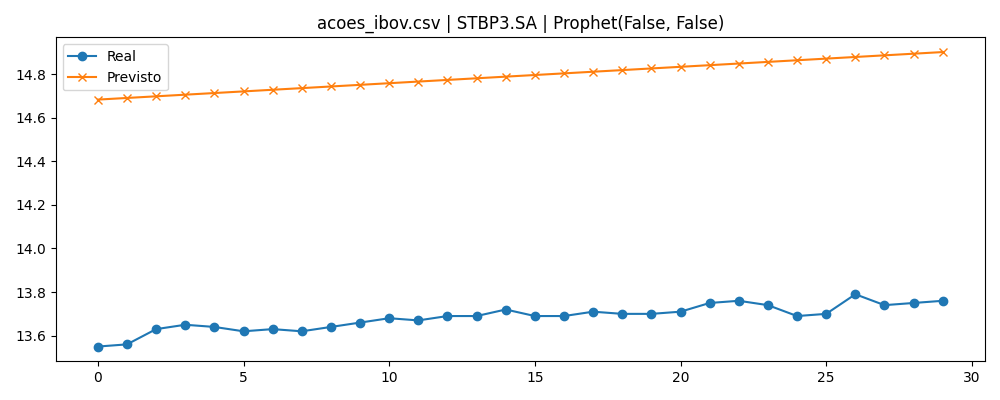 acoes_ibov.csv | STBP3.SA | Prophet(False, False)
Real
Previsto
14.8
14.6
14.4
14.2
14.0
13.8
13.6
0 5 10 15 20 25 30